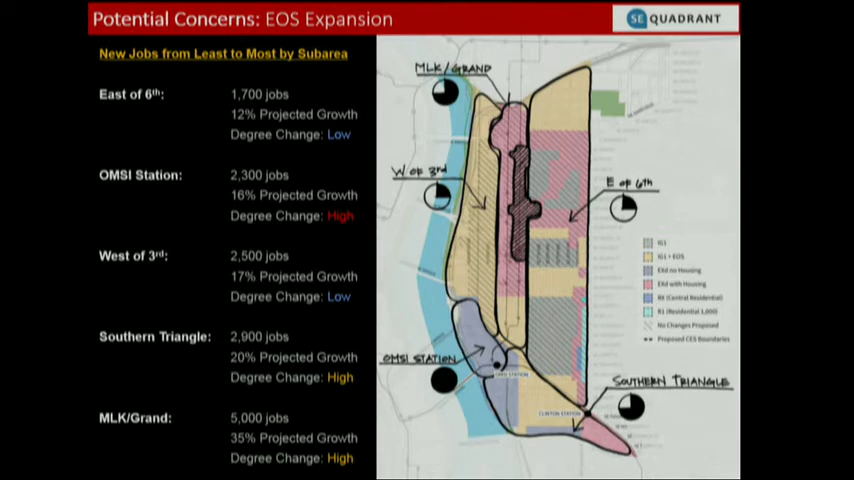 Potential Concerns: EOS Expansion
SE QUADRANT
New Jobs from Least to Most by Subarea
East of 6th:
1,700 jobs
12% Projected Growth
Degree Change: Low
OMSI Station:
2,300 jobs
16% Projected Growth
Degree Change: High
West of 3rd:
2,500 jobs
17% Projected Growth
Degree Change: Low
Southern Triangle:
2,900 jobs
20% Projected Growth
Degree Change: High
MLK/Grand:
5,000 jobs
35% Projected Growth
Degree Change: High
MLK/GRAND
W OF 3rd
E OF 6th
OMSI STATION
OMSI STATION
SOUTHERN TRIANGLE
CLINTON STATION
IG1
IG1 + EOS
EXd no Housing
EXd with Housing
RX (Central Residential)
R1 (Residential 1,000)
No Changes Proposed
Proposed CES Boundaries